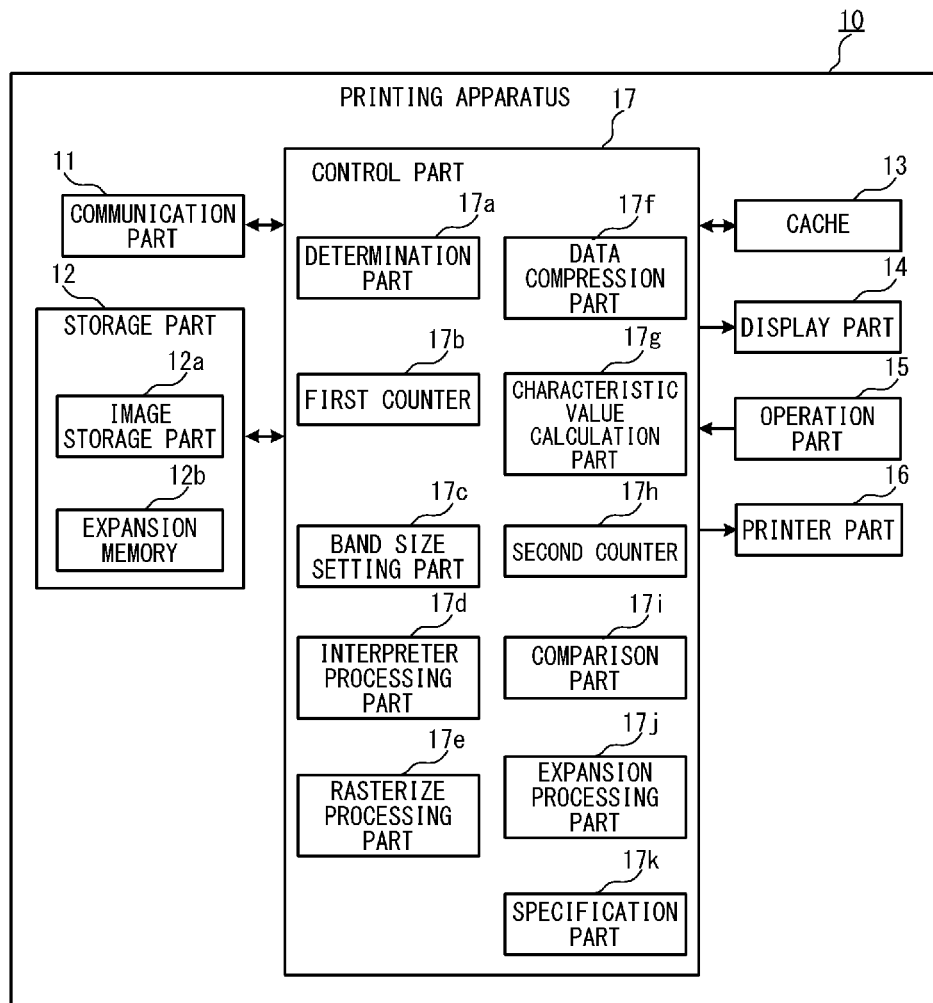 10
PRINTING APPARATUS
11
COMMUNICATION
PART
12
STORAGE PART
12a
IMAGE
STORAGE PART
12b
EXPANSION
MEMORY
17
CONTROL PART
17a
DETERMINATION
PART
17b
FIRST COUNTER
17c
BAND SIZE
SETTING PART
17d
INTERPRETER
PROCESSING
PART
17e
RASTERIZE
PROCESSING
PART
17f
DATA
COMPRESSION
PART
17g
CHARACTERISTIC
VALUE
CALCULATION
PART
17h
SECOND COUNTER
17i
COMPARISON
PART
17j
EXPANSION
PROCESSING
PART
17k
SPECIFICATION
PART
13
CACHE
14
DISPLAY PART
15
OPERATION
PART
16
PRINTER PART